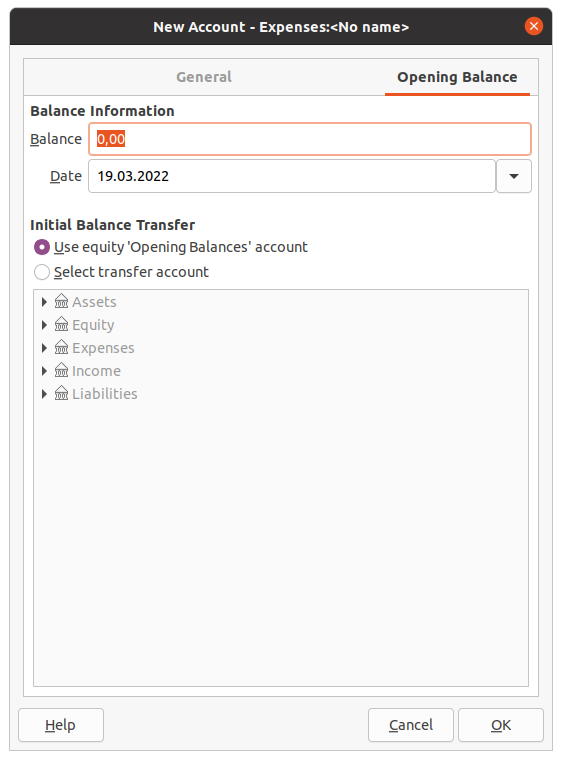 New Account - Expenses:<No name>
General Opening Balance
Balance Information
Balance 0,00
Date 19.03.2022
Initial Balance Transfer
Use equity 'Opening Balances' account
Select transfer account
Assets
Equity
Expenses
Income
Liabilities
Help Cancel OK